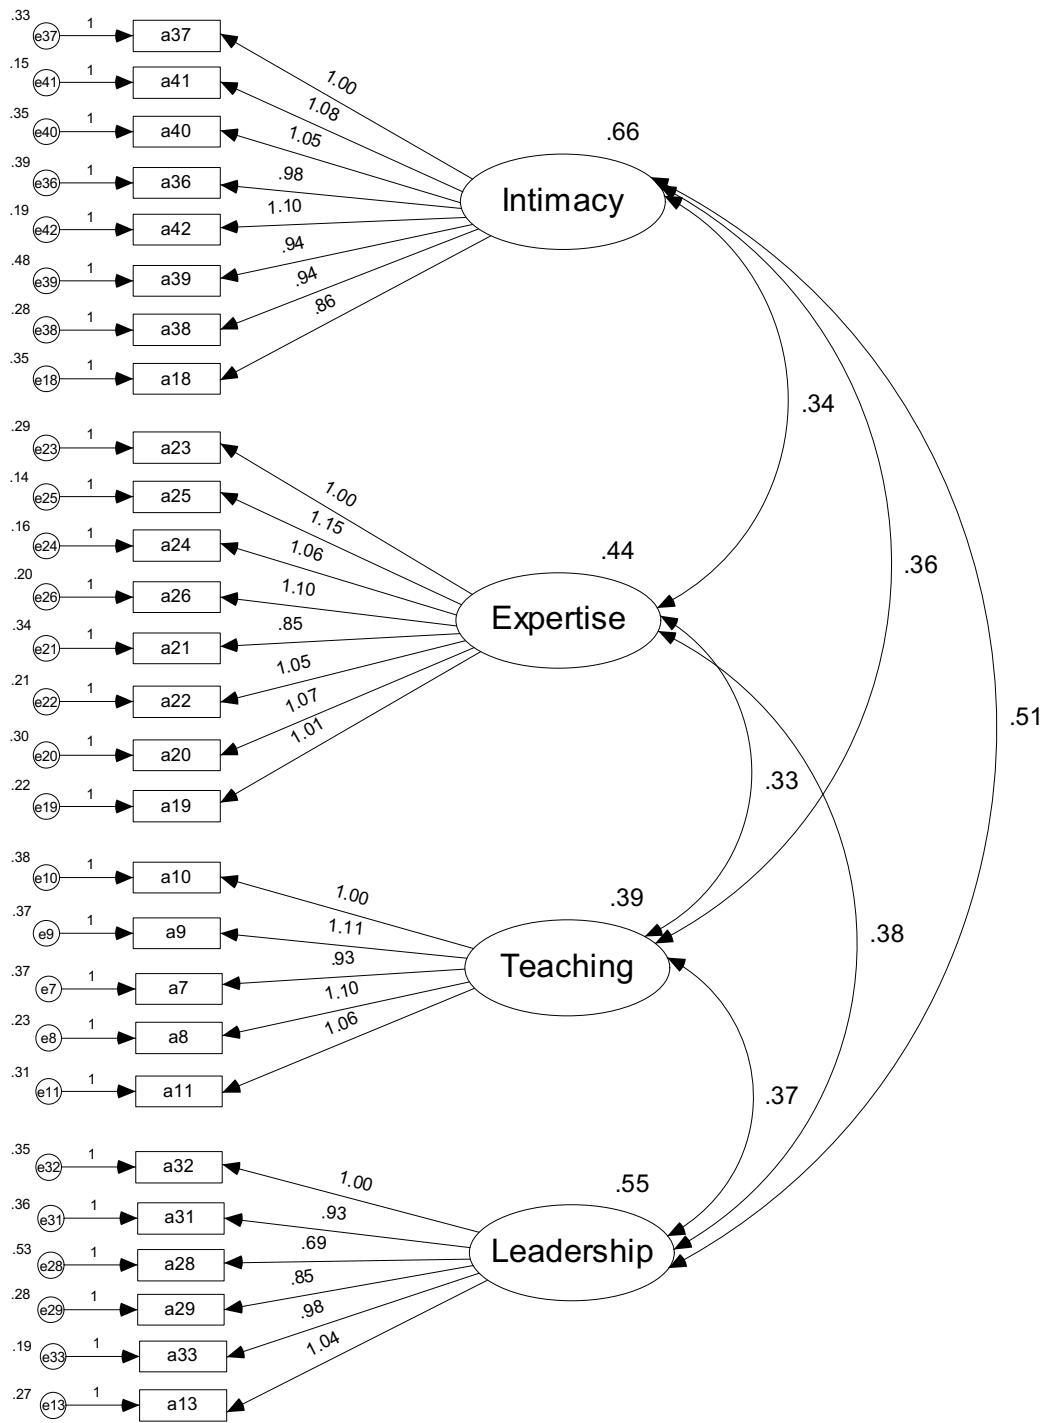 .33 e37 1 a37 1.00
.15 e41 1 a41 1.08
.35 e40 1 a40 1.05
.39 e36 1 a36 .98
.19 e42 1 a42 1.10
.48 e39 1 a39 .94
.28 e38 1 a38 .94
.35 e18 1 a18 .86
.66
Intimacy
.34
.29 e23 1 a23 1.00
.14 e25 1 a25 1.15
.16 e24 1 a24 1.06
.20 e26 1 a26 1.10
.34 e21 1 a21 .85
.21 e22 1 a22 1.05
.30 e20 1 a20 1.07
.22 e19 1 a19 1.01
.44
Expertise
.36
.51
.33
.38 e10 1 a10 1.00
.37 e9 1 a9 1.11
.37 e7 1 a7 .93
.23 e8 1 a8 1.10
.31 e11 1 a11 1.06
.39
Teaching
.38
.37
.35 e32 1 a32 1.00
.36 e31 1 a31 .93
.53 e28 1 a28 .69
.28 e29 1 a29 .85
.19 e33 1 a33 .98
.27 e13 1 a13 1.04
.55
Leadership